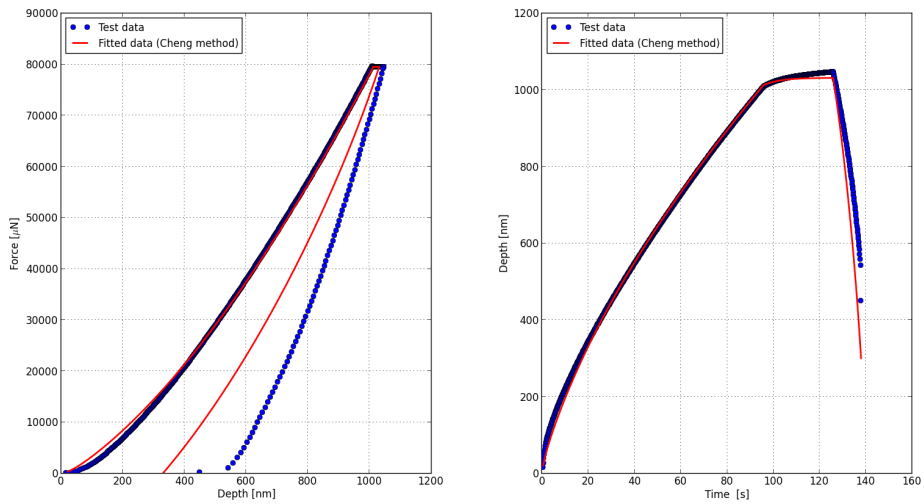 90000
80000
70000
60000
50000
40000
30000
20000
10000
0
Force [μN]
0 200 400 600 800 1000 1200
Depth [nm]
Test data
Fitted data (Cheng method)
1200
1000
800
600
400
200
0
Depth [nm]
0 20 40 60 80 100 120 140 160
Time [s]
Test data
Fitted data (Cheng method)